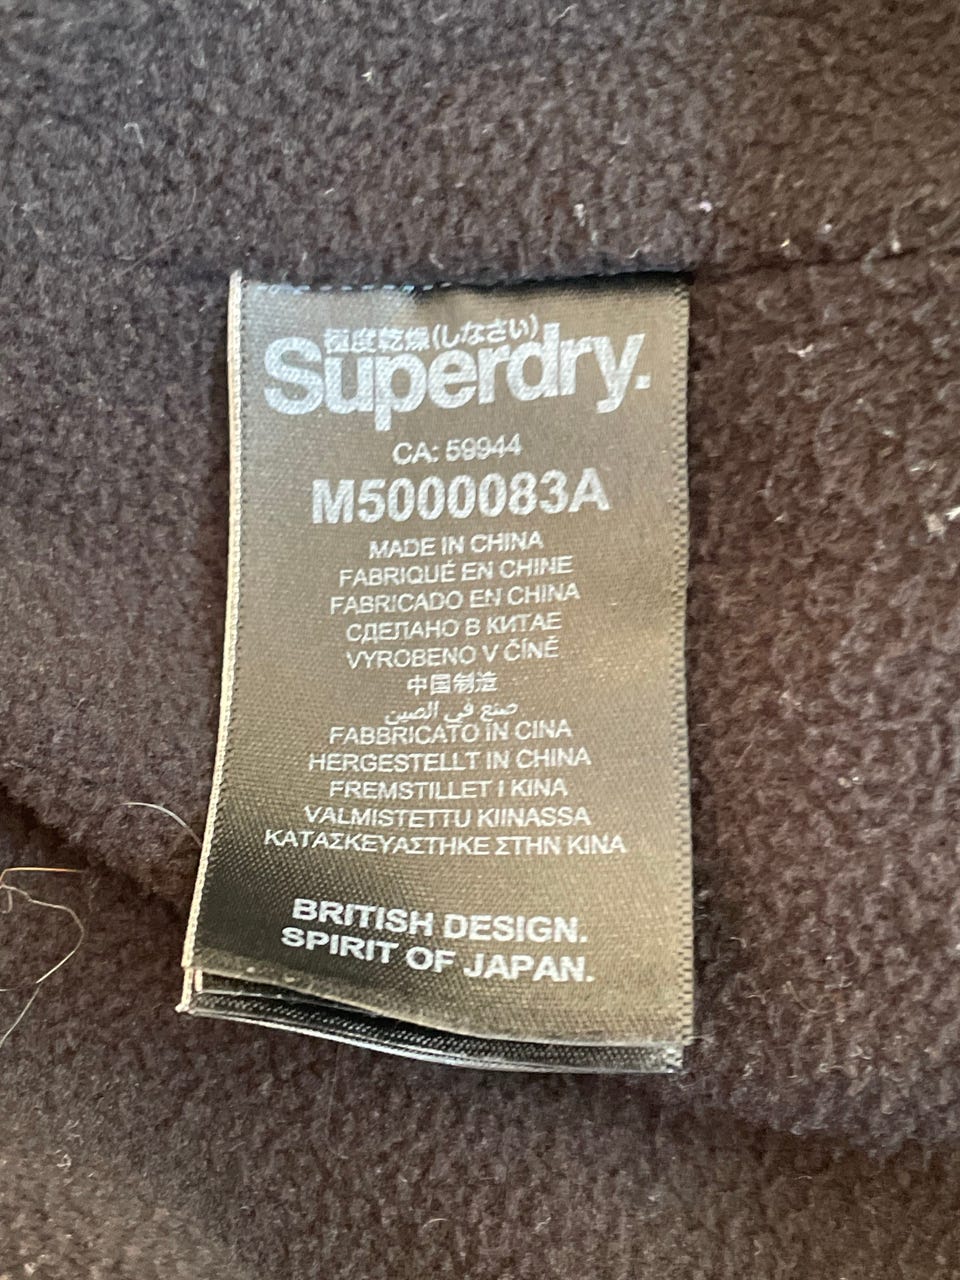 極度乾燥(しなさい)
Superdry.
CA: 59944
M5000083A
MADE IN CHINA
FABRIQUÉ EN CHINE
FABRICADO EN CHINA
СДЕЛАНО В КИТАЕ
VYROBENO V ČÍNĚ
中国制造
صنع في الصين
FABBRICATO IN CINA
HERGESTELLT IN CHINA
FREMSTILLET I KINA
VALMISTETTU KIINASSA
ΚΑΤΑΣΚΕΥΑΣΤΗΚΕ ΣΤΗΝ ΚΙΝΑ
BRITISH DESIGN.
SPIRIT OF JAPAN.